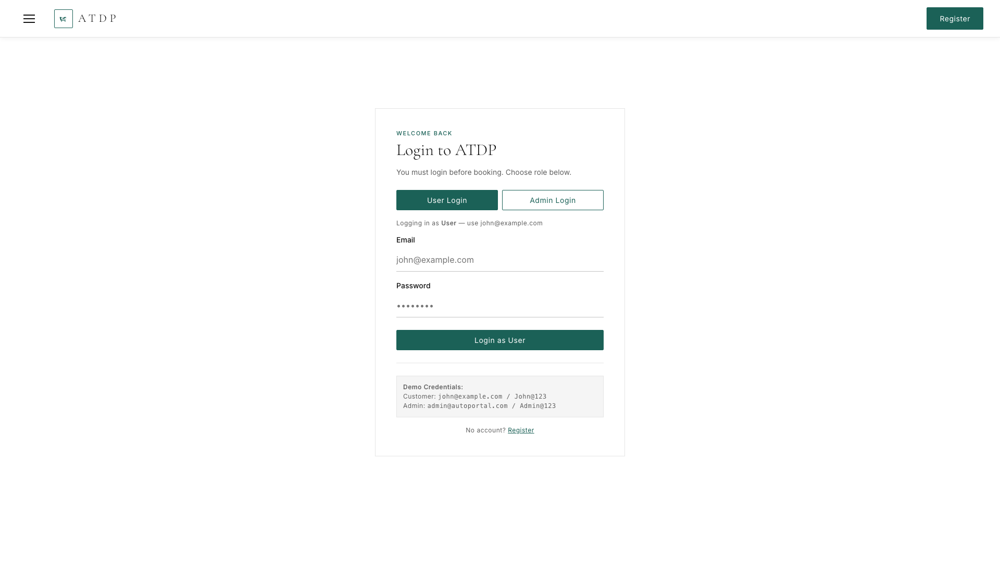 ATDP
Register
WELCOME BACK
Login to ATDP
You must login before booking. Choose role below.
User Login
Admin Login
Logging in as User — use john@example.com
Email
john@example.com
Password
••••••••
Login as User
Demo Credentials:
Customer: john@example.com / John@123
Admin: admin@autoportal.com / Admin@123
No account? Register